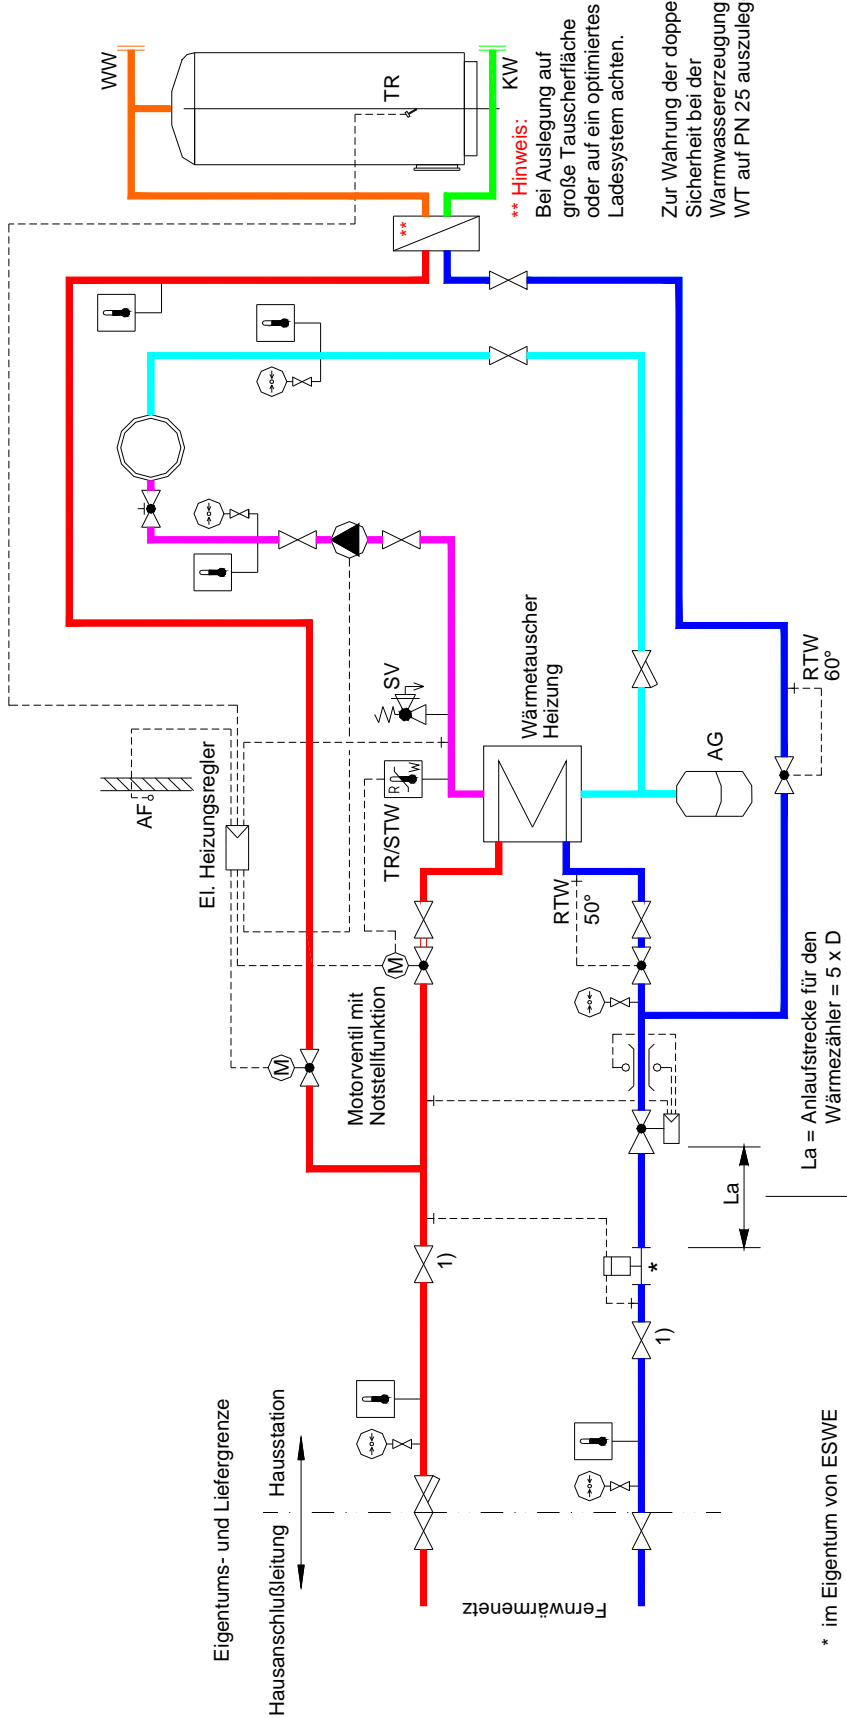 WW
TR
KW
** Hinweis:
Bei Auslegung auf
große Tauscherfläche
oder auf ein optimiertes
Ladesystem achten.
Zur Wahrung der doppe
Sicherheit bei der
Warmwassererzeugung
WT auf PN 25 auszuleg
**
AF
El. Heizungsregler
TR/STW
R
W
SV
Wärmetauscher
Heizung
M
M
Motorventil mit
Notstellfunktion
RTW
50°
AG
RTW
60°
La
La = Anlaufstrecke für den
Wärmezähler = 5 x D
1)
1)
*
Eigentums- und Liefergrenze
Hausanschlußleitung
Hausstation
Fernwärmenetz
* im Eigentum von ESWE